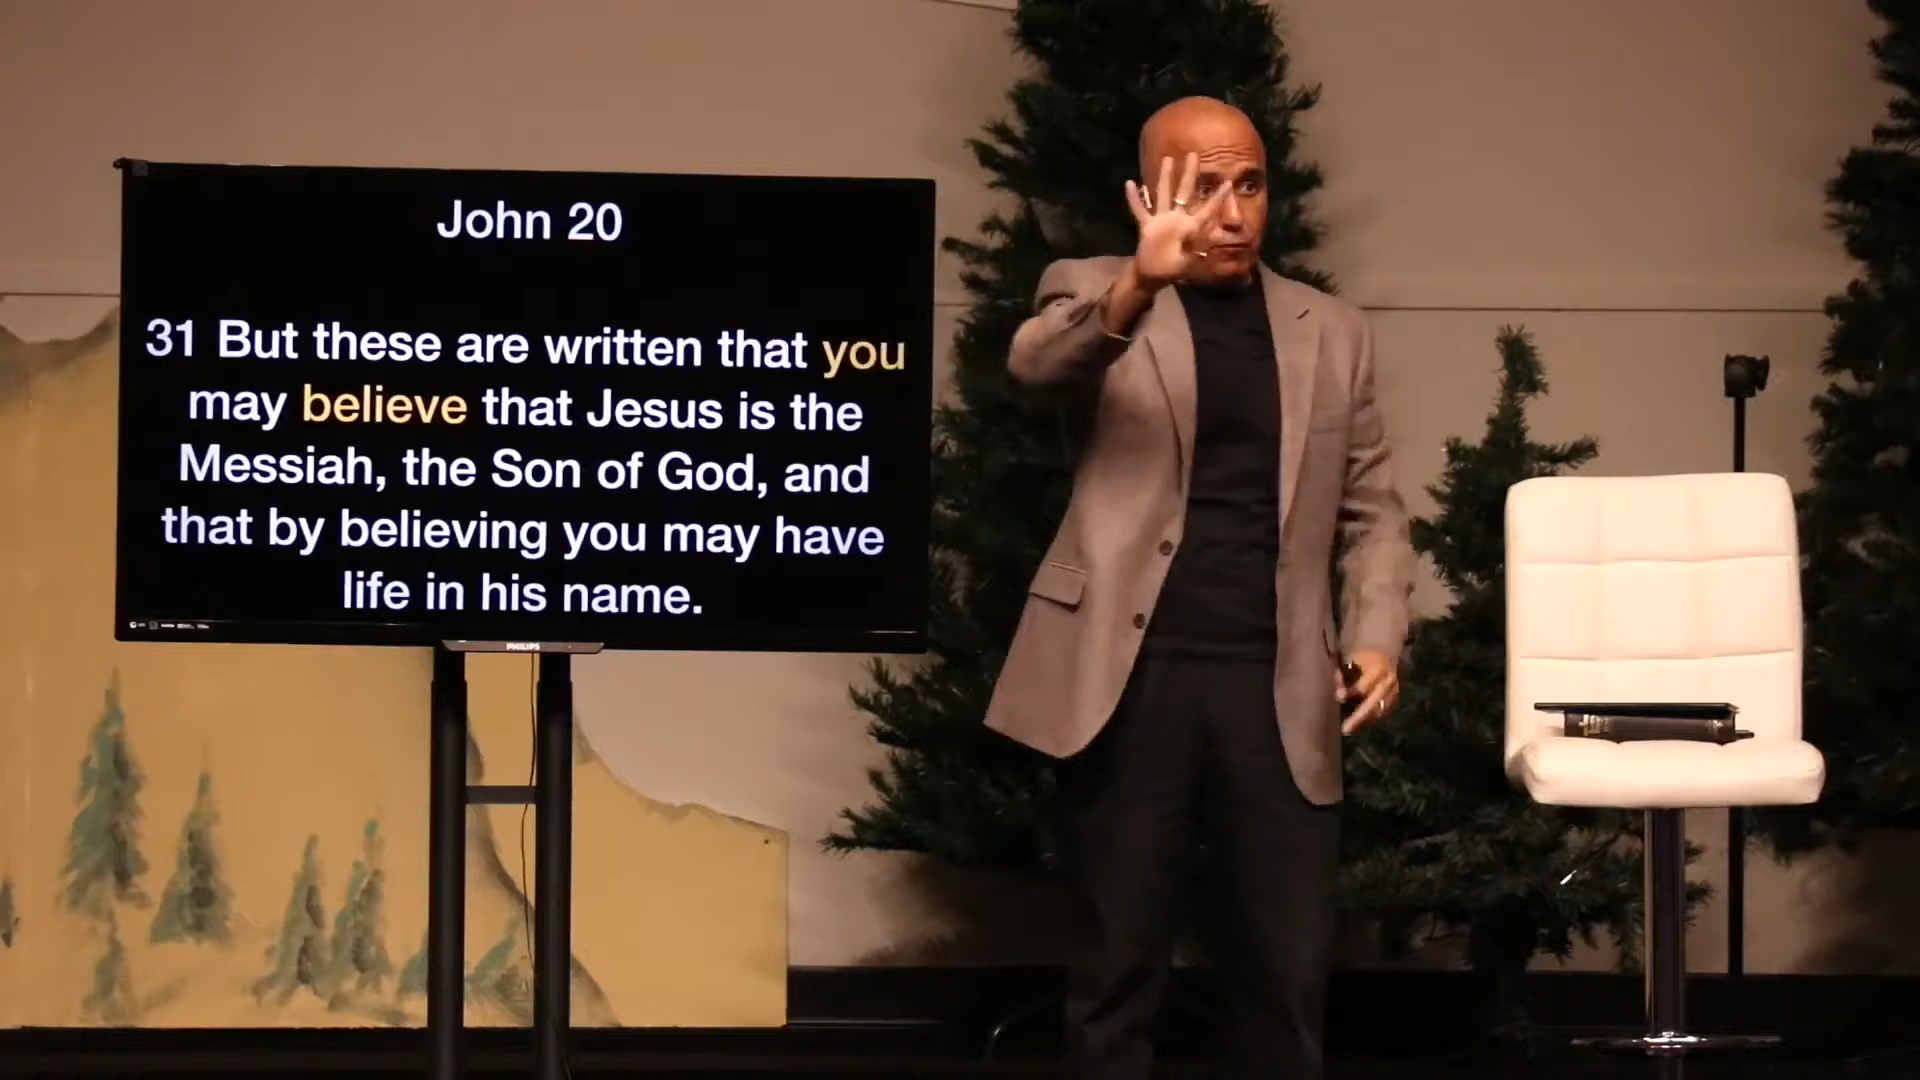 John 20
31 But these are written that you
may believe that Jesus is the
Messiah, the Son of God, and
that by believing you may have
life in his name.
PHILIPS